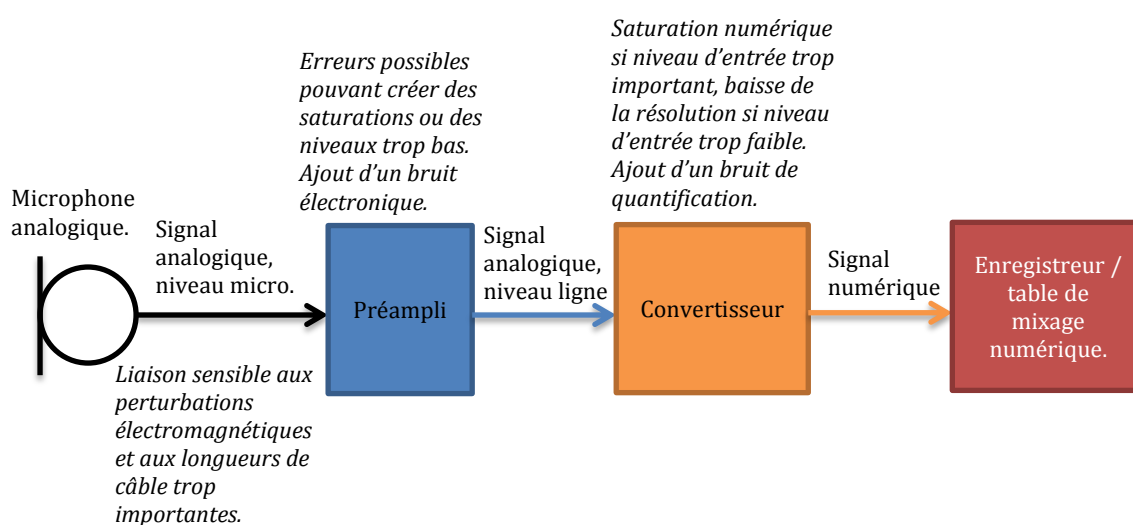 Microphone
analogique.
Signal
analogique,
niveau micro.
Liaison sensible aux
perturbations
électromagnétiques
et aux longueurs de
câble trop
importantes.
Erreurs possibles
pouvant créer des
saturations ou des
niveaux trop bas.
Ajout d’un bruit
électronique.
Préampli
Signal
analogique,
niveau ligne
Saturation numérique
si niveau d’entrée trop
important, baisse de
la résolution si niveau
d’entrée trop faible.
Ajout d’un bruit de
quantification.
Convertisseur
Signal
numérique
Enregistreur /
table de
mixage
numérique.